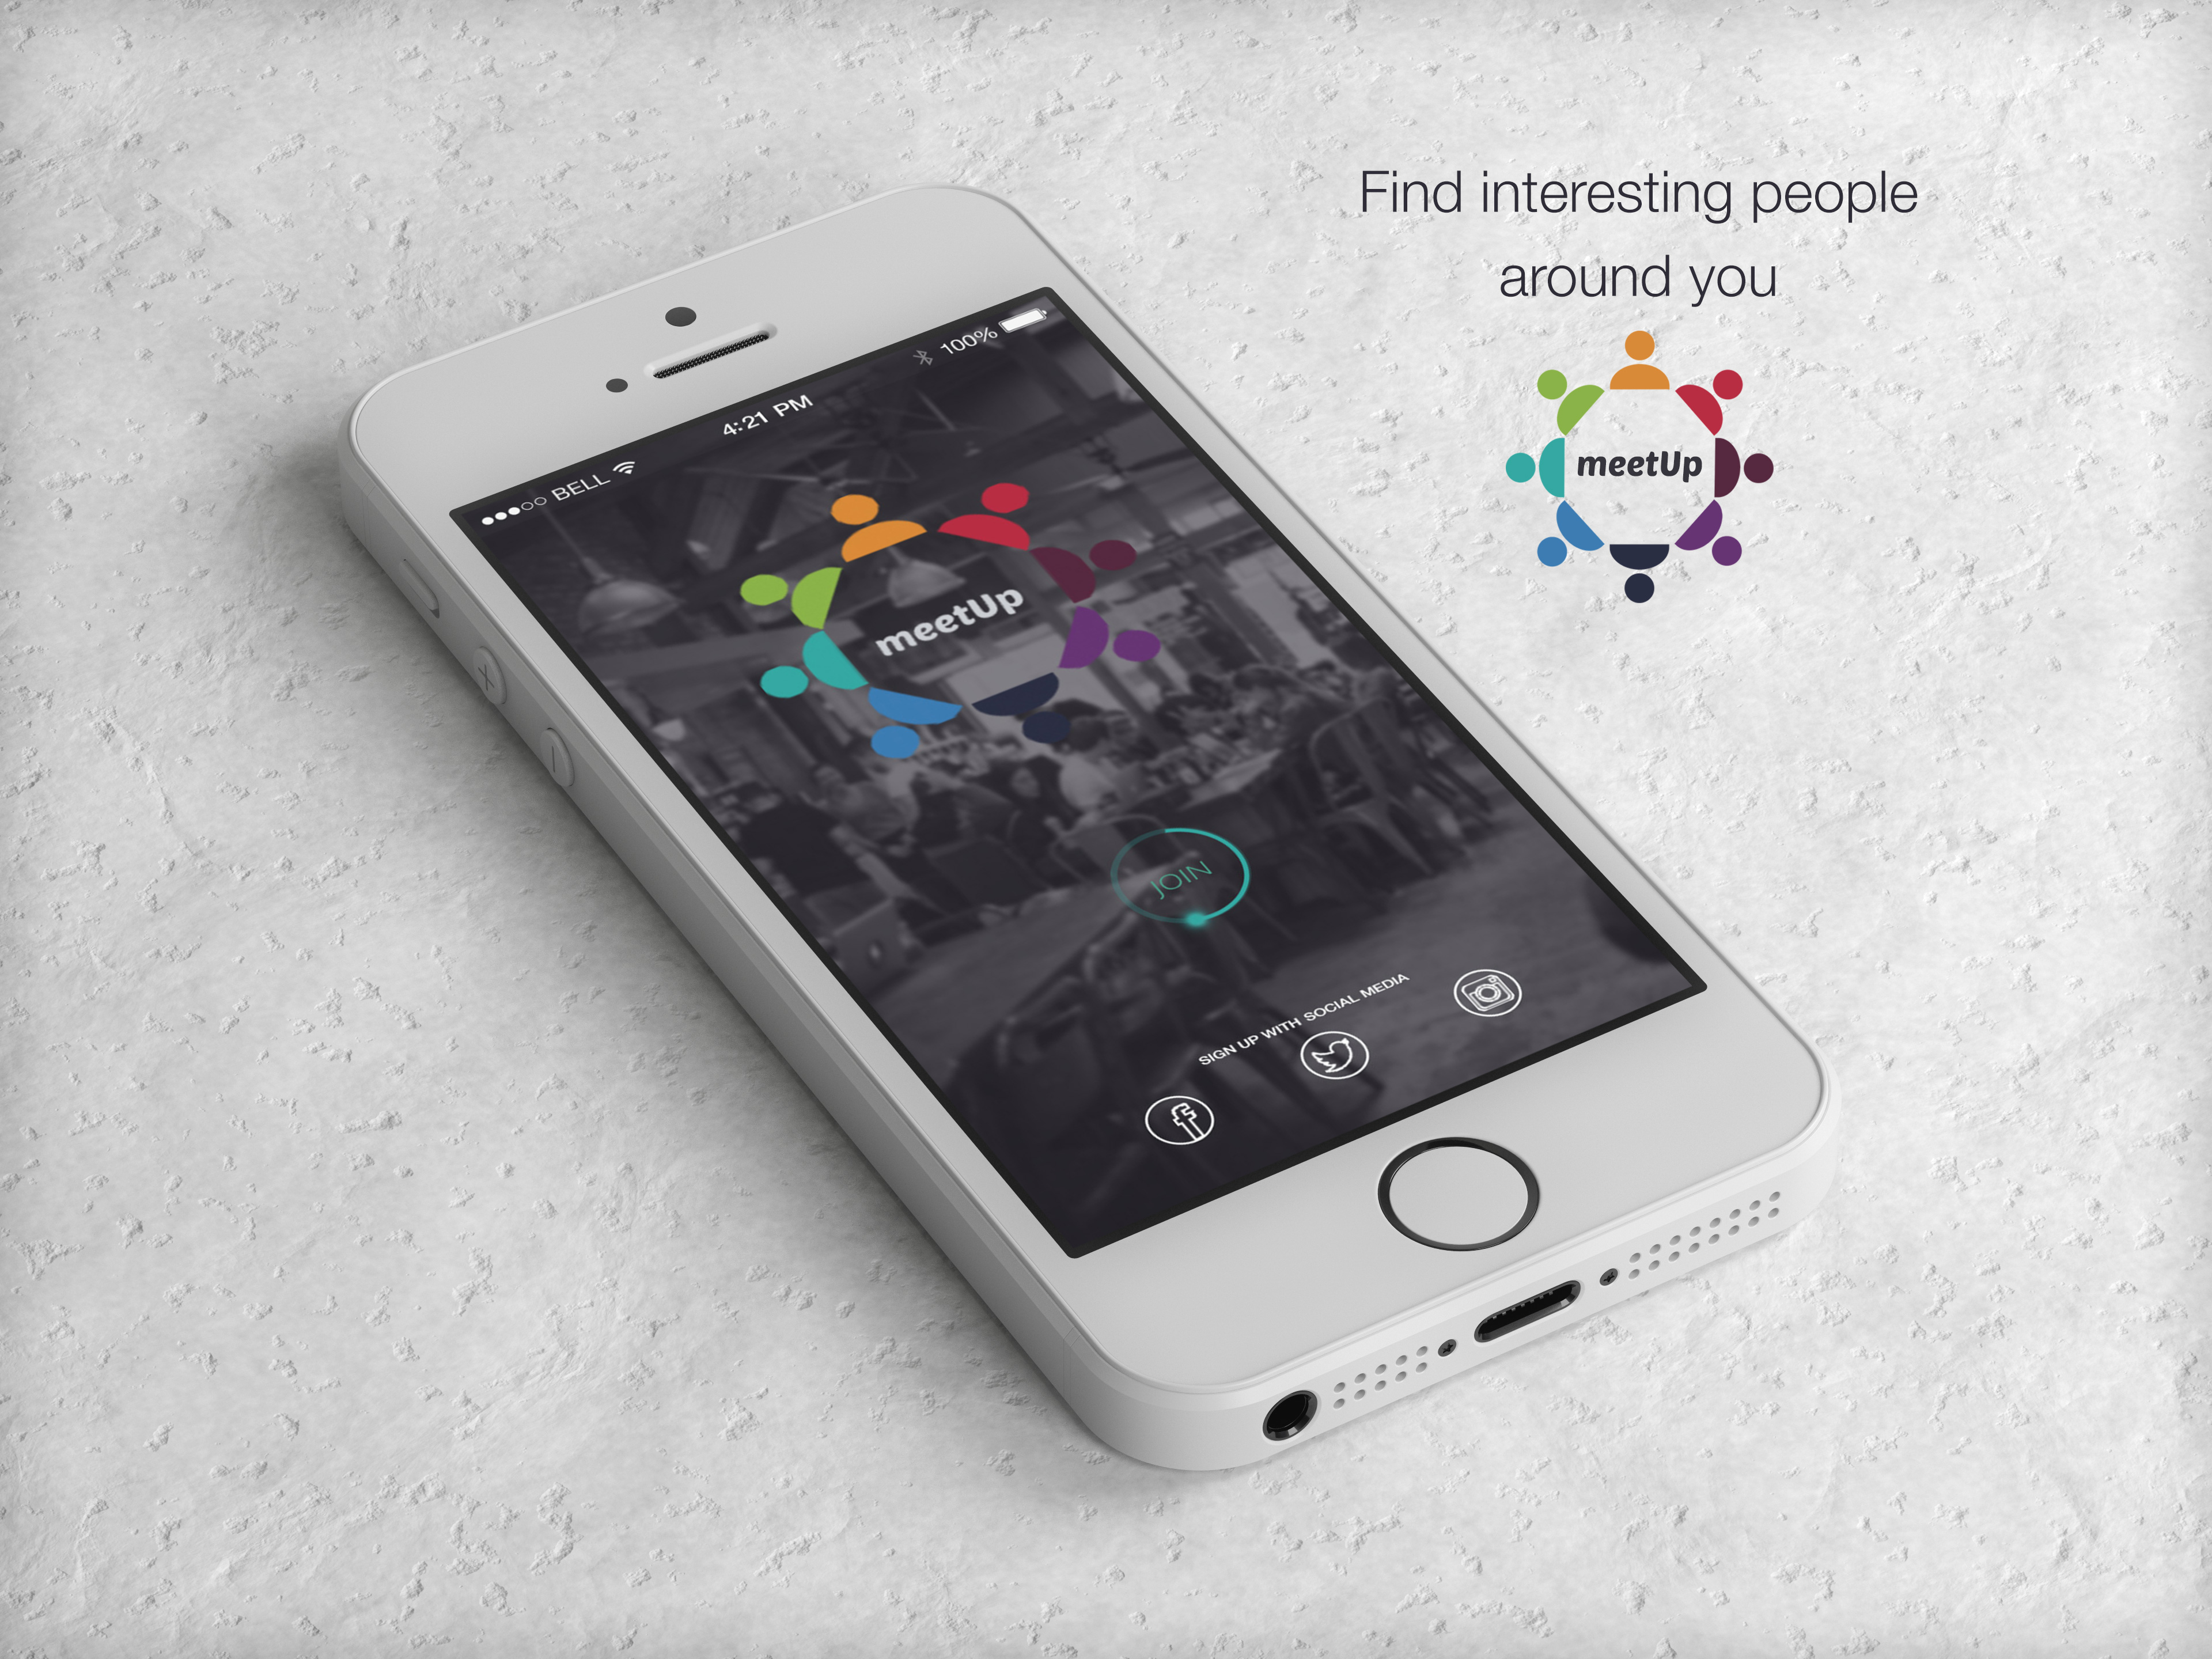 Find interesting people
around you
meetUp
BELL 4:21 PM 100%
meetUp
JOIN
SIGN UP WITH SOCIAL MEDIA